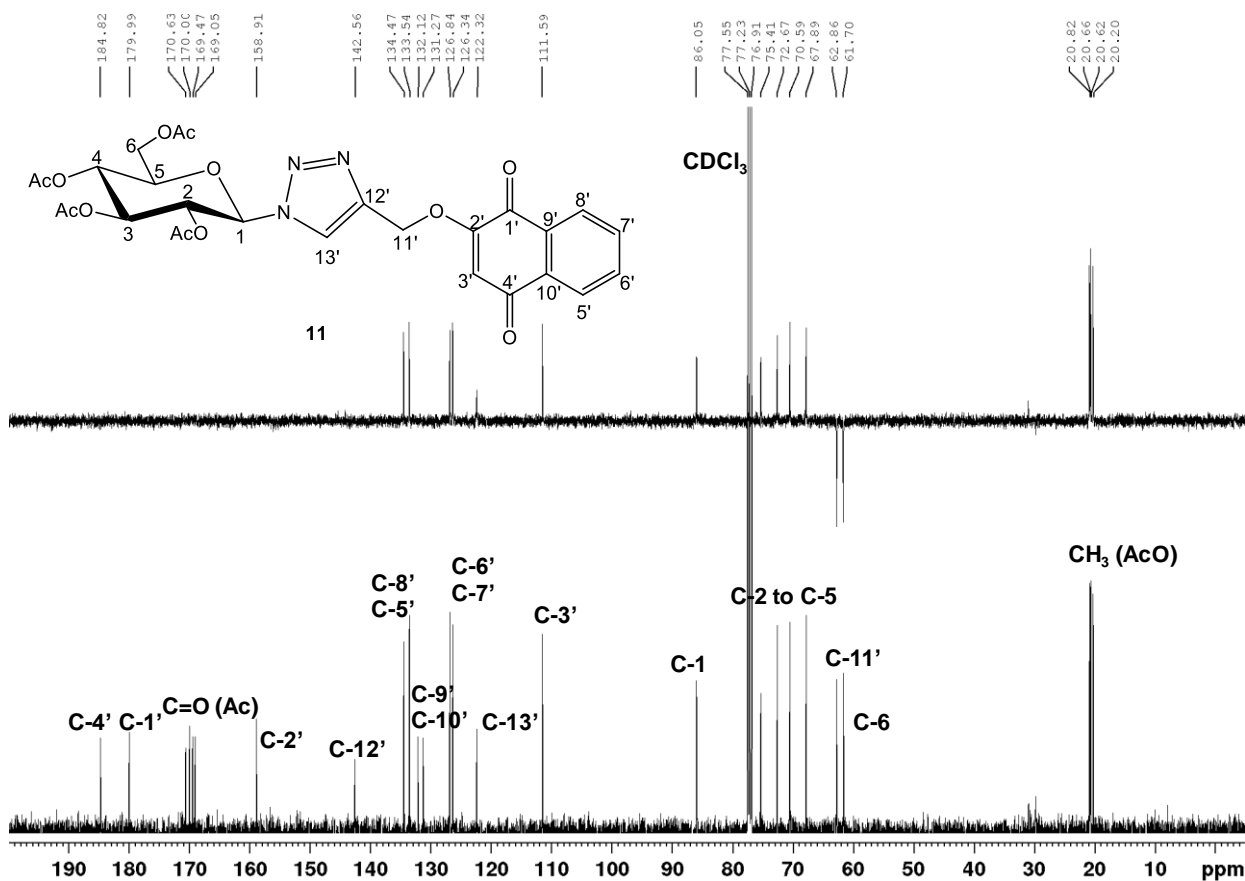 184.82
179.99
170.63
170.00
169.47
169.05
158.91
142.56
134.47
133.54
132.12
131.27
126.84
126.34
122.32
111.59
86.05
77.55
77.23
76.91
75.41
72.67
70.59
67.89
62.86
61.70
20.82
20.66
20.62
20.20
6 OAc
4 5 O N N
AcO 2 N 12' O
AcO 3 AcO 1 13' 11'
O 8'
2' 1' 9' 7'
3' 4' 10' 6'
O 5'
11
CDCl₃
C-4’ C-1’ C=O (Ac)
C-2’
C-12’
C-8’
C-5’
C-9’
C-10’
C-6’
C-7’
C-13’
C-3’
C-1
C-2 to C-5
C-11’
C-6
CH₃ (AcO)
190 180 170 160 150 140 130 120 110 100 90 80 70 60 50 40 30 20 10 ppm